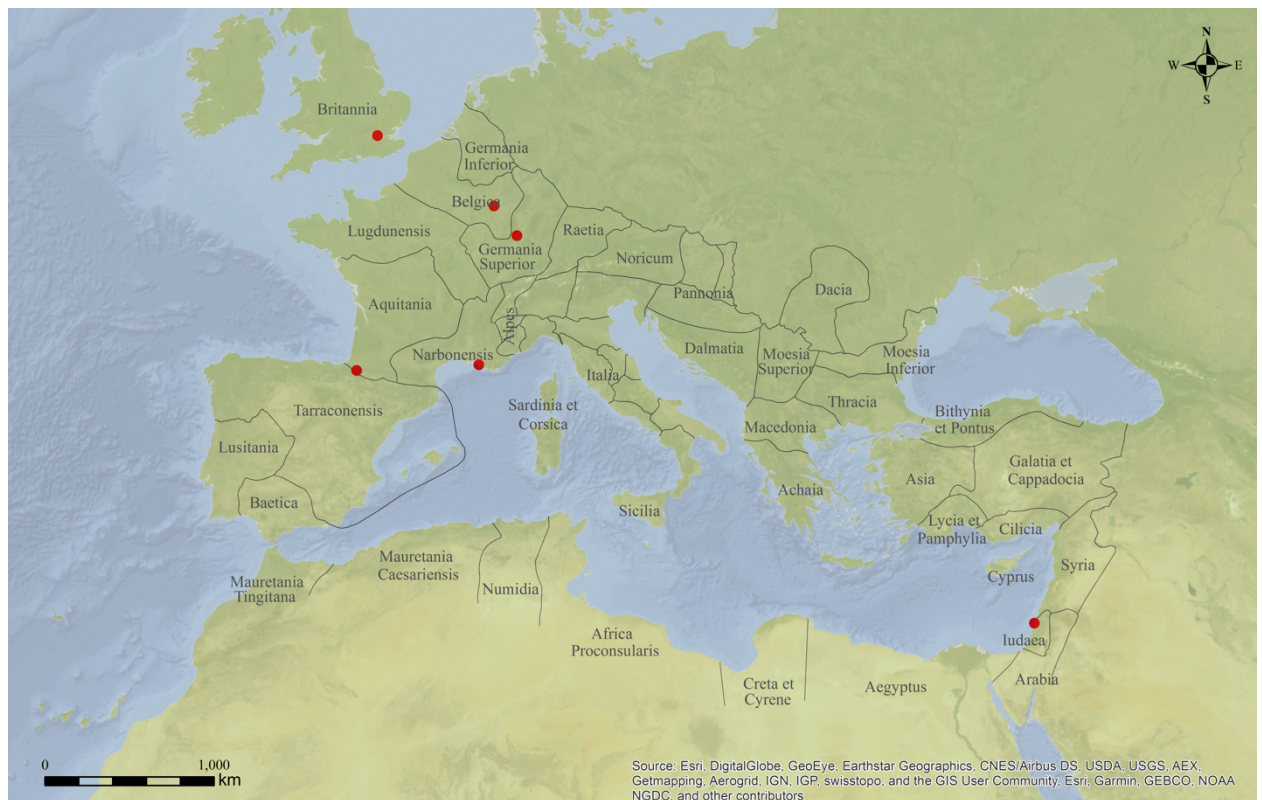 N
W E
S
Britannia
Germania
Inferior
Belgica
Lugdunensis
Germania
Superior
Raetia
Noricum
Aquitania
Pannonia
Dacia
Alpes
Narbonensis
Dalmatia
Moesia
Superior
Moesia
Inferior
Italia
Tarraconensis
Sardinia et
Corsica
Thracia
Macedonia
Bithynia
et Pontus
Lusitania
Galatia et
Cappadocia
Asia
Achaia
Baetica
Sicilia
Lycia et
Pamphylia
Cilicia
Mauretania
Caesariensis
Syria
Cyprus
Mauretania
Tingitana
Numidia
Africa
Proconsularis
Iudaea
Creta et
Cyrene
Aegyptus
Arabia
0 1,000
km
Source: Esri, DigitalGlobe, GeoEye, Earthstar Geographics, CNES/Airbus DS, USDA, USGS, AEX,
Getmapping, Aerogrid, IGN, IGP, swisstopo, and the GIS User Community, Esri, Garmin, GEBCO, NOAA
NGDC, and other contributors